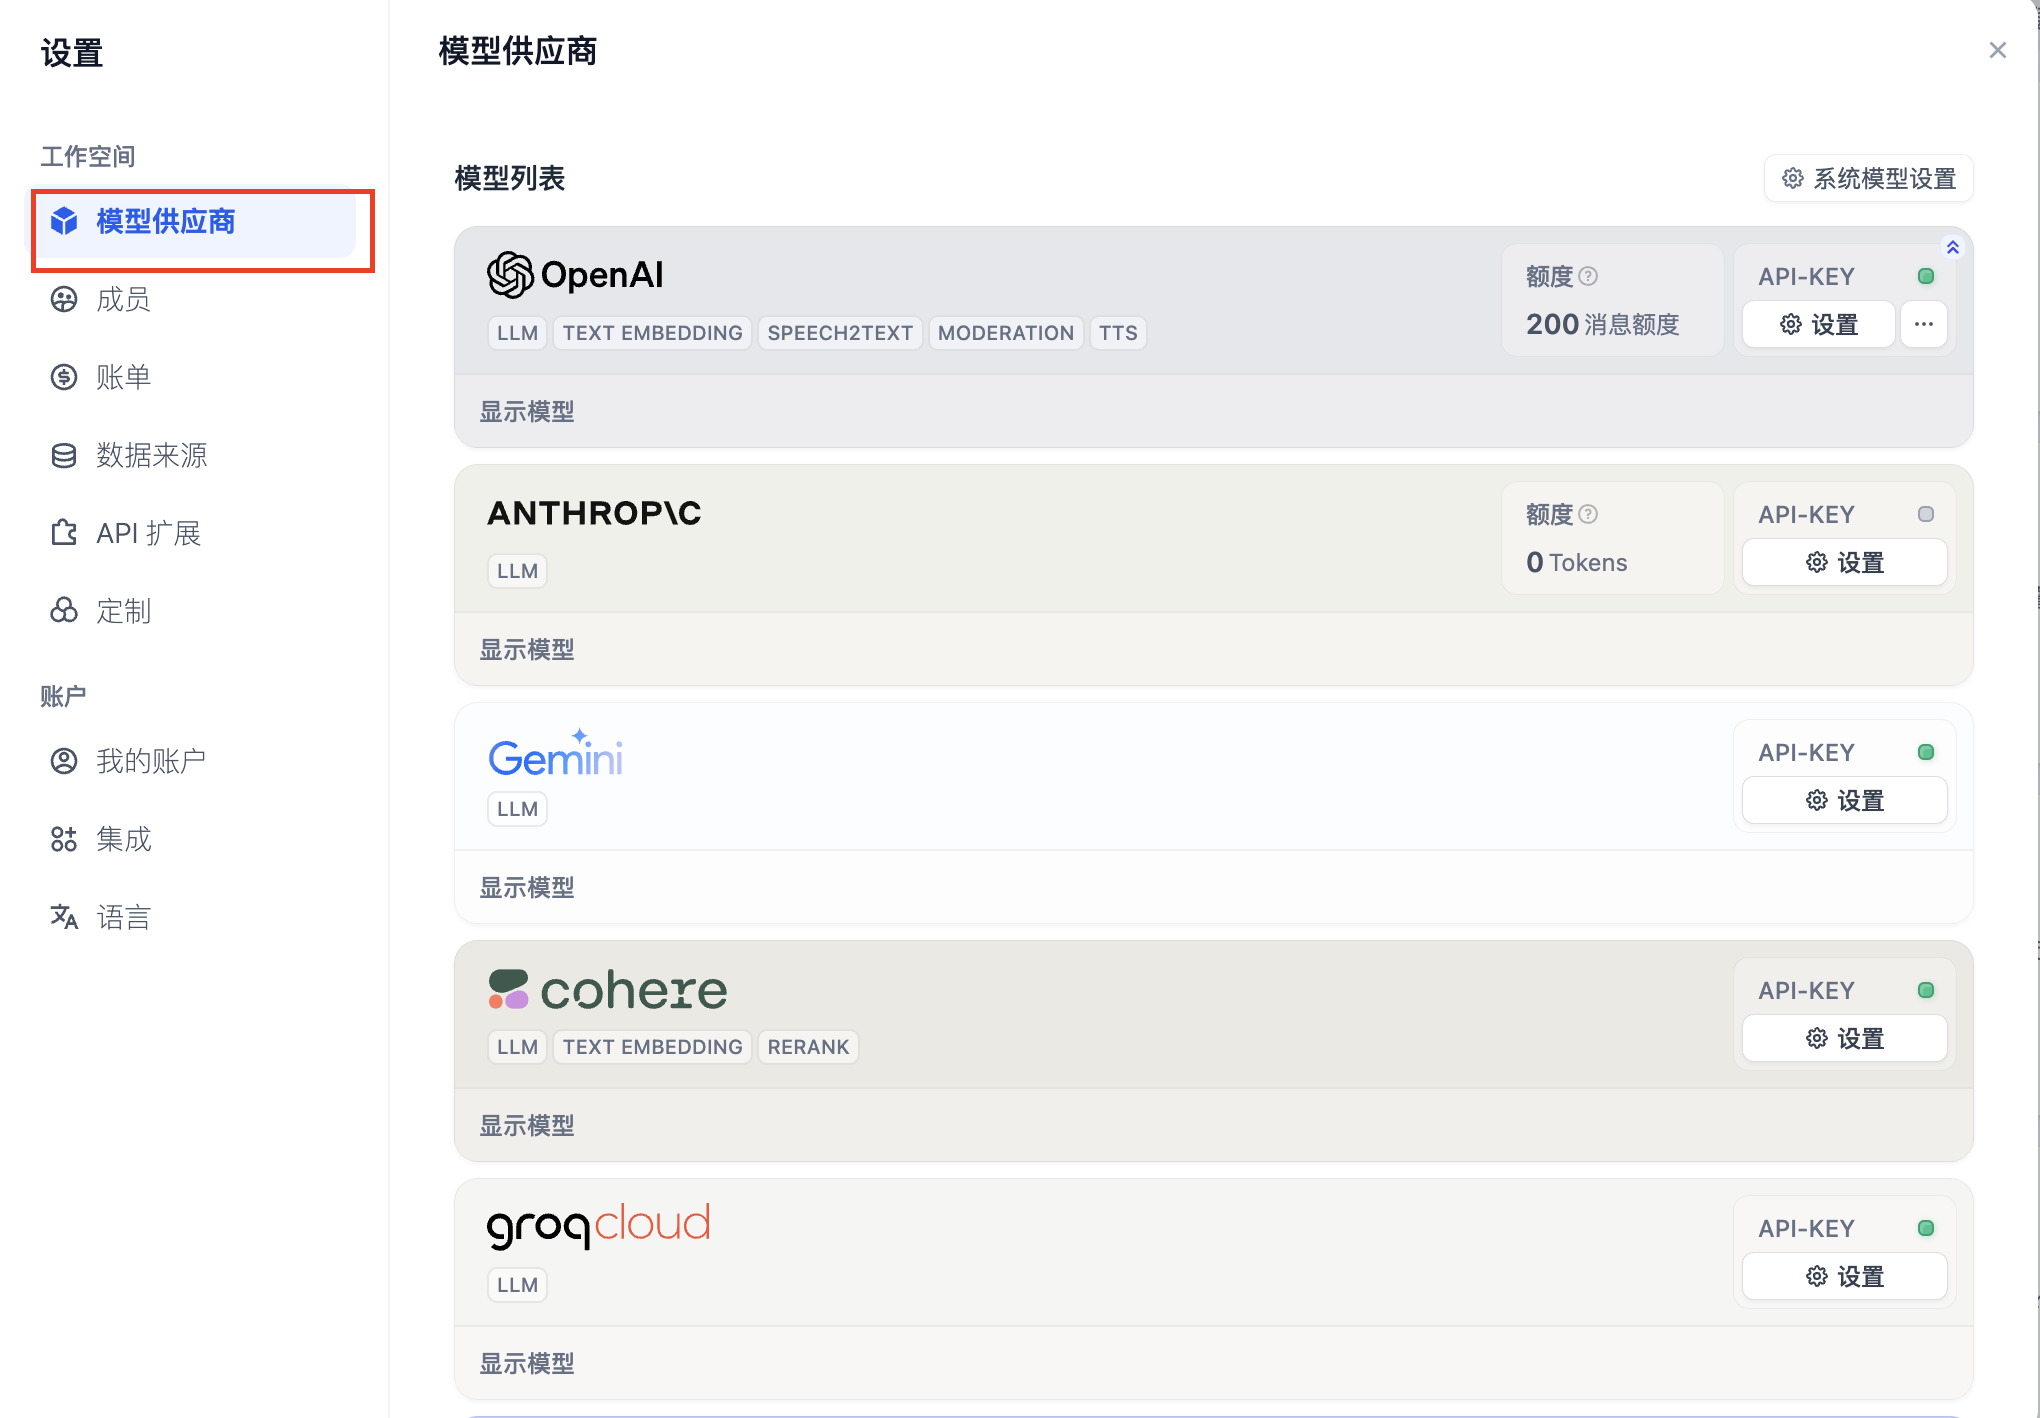 设置
工作空间
模型供应商
成员
账单
数据来源
API 扩展
定制
账户
我的账户
集成
语言
模型供应商
模型列表
系统模型设置
OpenAI
LLM TEXT EMBEDDING SPEECH2TEXT MODERATION TTS
额度
200 消息额度
API-KEY
设置
显示模型
ANTHROP\C
LLM
额度
0 Tokens
API-KEY
设置
显示模型
Gemini
LLM
API-KEY
设置
显示模型
cohere
LLM TEXT EMBEDDING RERANK
API-KEY
设置
显示模型
groqcloud
LLM
API-KEY
设置
显示模型